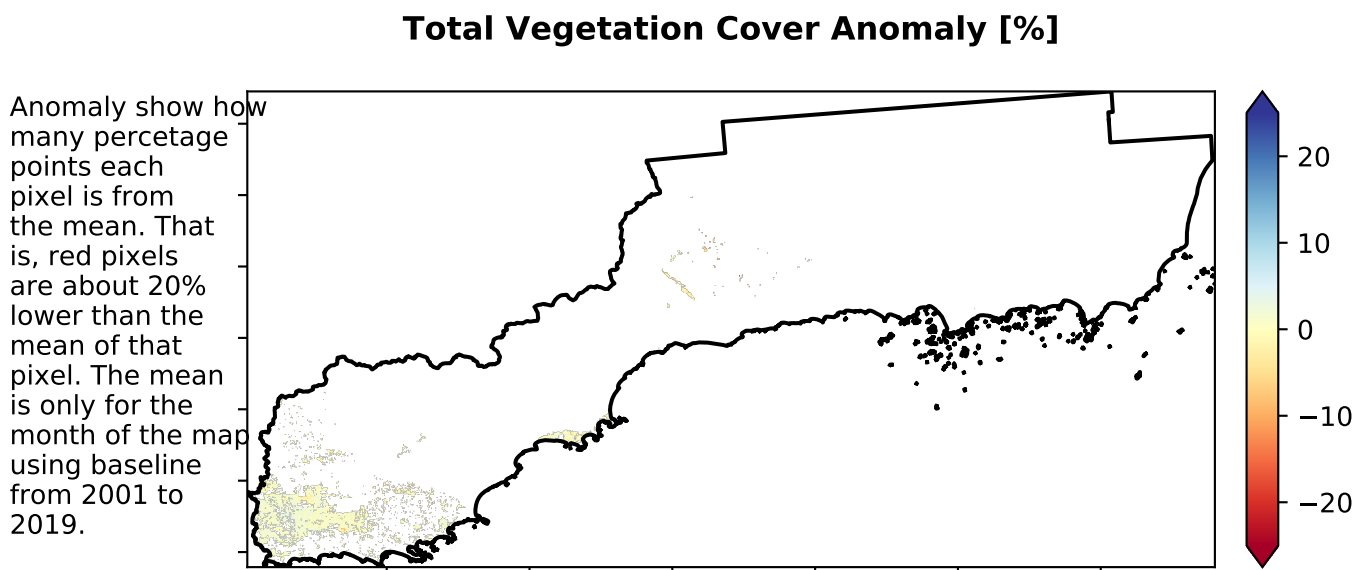 Total Vegetation Cover Anomaly [%]
Anomaly show how
many percetage
points each
pixel is from
the mean. That
is, red pixels
are about 20%
lower than the
mean of that
pixel. The mean
is only for the
month of the map
using baseline
from 2001 to
2019.
20
10
0
−10
−20